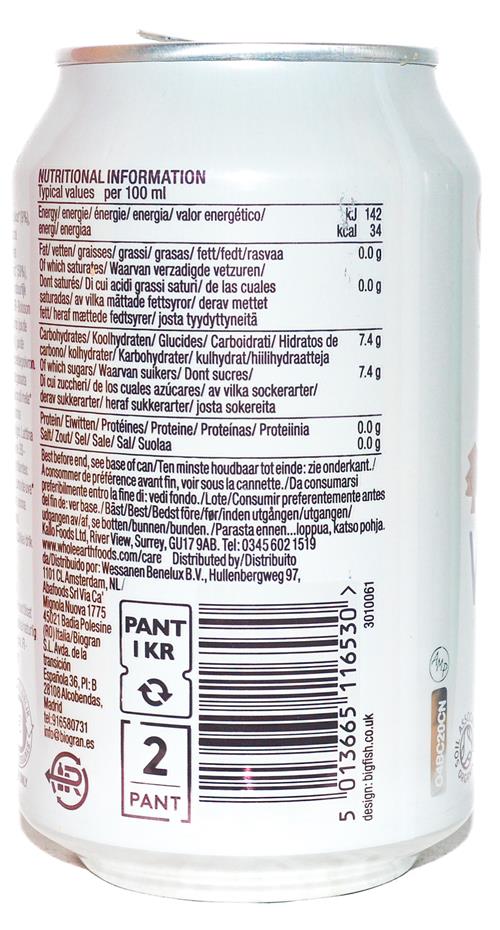 NUTRITIONAL INFORMATION
Typical values per 100 ml
Energy/ energie/ énergie/ energia/ valor energético/ kJ 142
energi/ energiaa kcal 34
Fat/ vetten/ graisses/ grassi/ grasas/ fett/fedt/rasvaa 0.0 g
Of which saturates/ Waarvan verzadigde vetzuren/
Dont saturés/ Di cui acidi grassi saturi/ de las cuales 0.0 g
saturadas/ av vilka mättade fettsyror/ derav mettet
fett/ heraf mættede fedtsyrer/ josta tyydyttyneitä
Carbohydrates/ Koolhydraten/ Glucides/ Carboidrati/ Hidratos de 7.4 g
carbono/ kolhydrater/ Karbohydrater/ kulhydrat/hiilihydraatteja
Of which sugars/ Waarvan suikers/ Dont sucres/ 7.4 g
Di cui zuccheri/ de los cuales azúcares/ av vilka sockerarter/
derav sukkerarter/ heraf sukkerarter/ josta sokereita
Protein/ Eiwitten/ Protéines/ Proteine/ Proteínas/ Proteiinia 0.0 g
Salt/ Zout/ Sel/ Sale/ Sal/ Suolaa 0.0 g
Best before end, see base of can/ Ten minste houdbaar tot einde: zie onderkant./
A consommer de préférence avant fin, voir sous la cannette./Da consumarsi
preferibilmente entro la fine di: vedi fondo./Lote/Consumir preferentemente antes
del fin de: ver base./Bäst/Best/Bedst före/før/inden utgången/utgangen/
udgangen av/af, se botten/bunnen/bunden./Parasta ennen...loppua, katso pohja.
Kallo Foods Ltd, River View, Surrey, GU17 9AB. Tel: 0345 602 1519
www.wholeearthfoods.com/care Distributed by/Distribuito
da/Distribuido por: Wessanen Benelux B.V., Hullenbergweg 97,
1101 CL Amsterdam, NL/
Abafoods Srl Via Ca'
Mignola Nuova 1775
45021 Badia Polesine
(RO) Italia/Biogran
S.L. Avda. de la
transición
Española 36, Pl: B
28108 Alcobendas,
Madrid
tel:916580731
info@biogran.es
PANT
1 KR
2
PANT
5 013665 116530 >
3010061
design: bigfish.co.uk
04BC20CN
SOIL ASSO